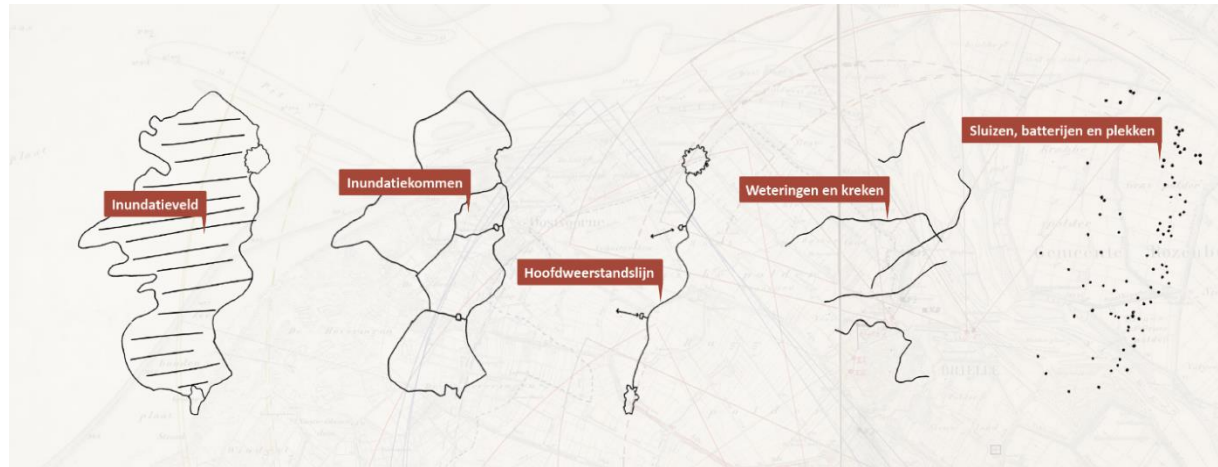 Sluizen, batterijen en plekken
Inundatiekommen
Weteringen en kreken
Inundatieveld
Hoofdweerstandslijn